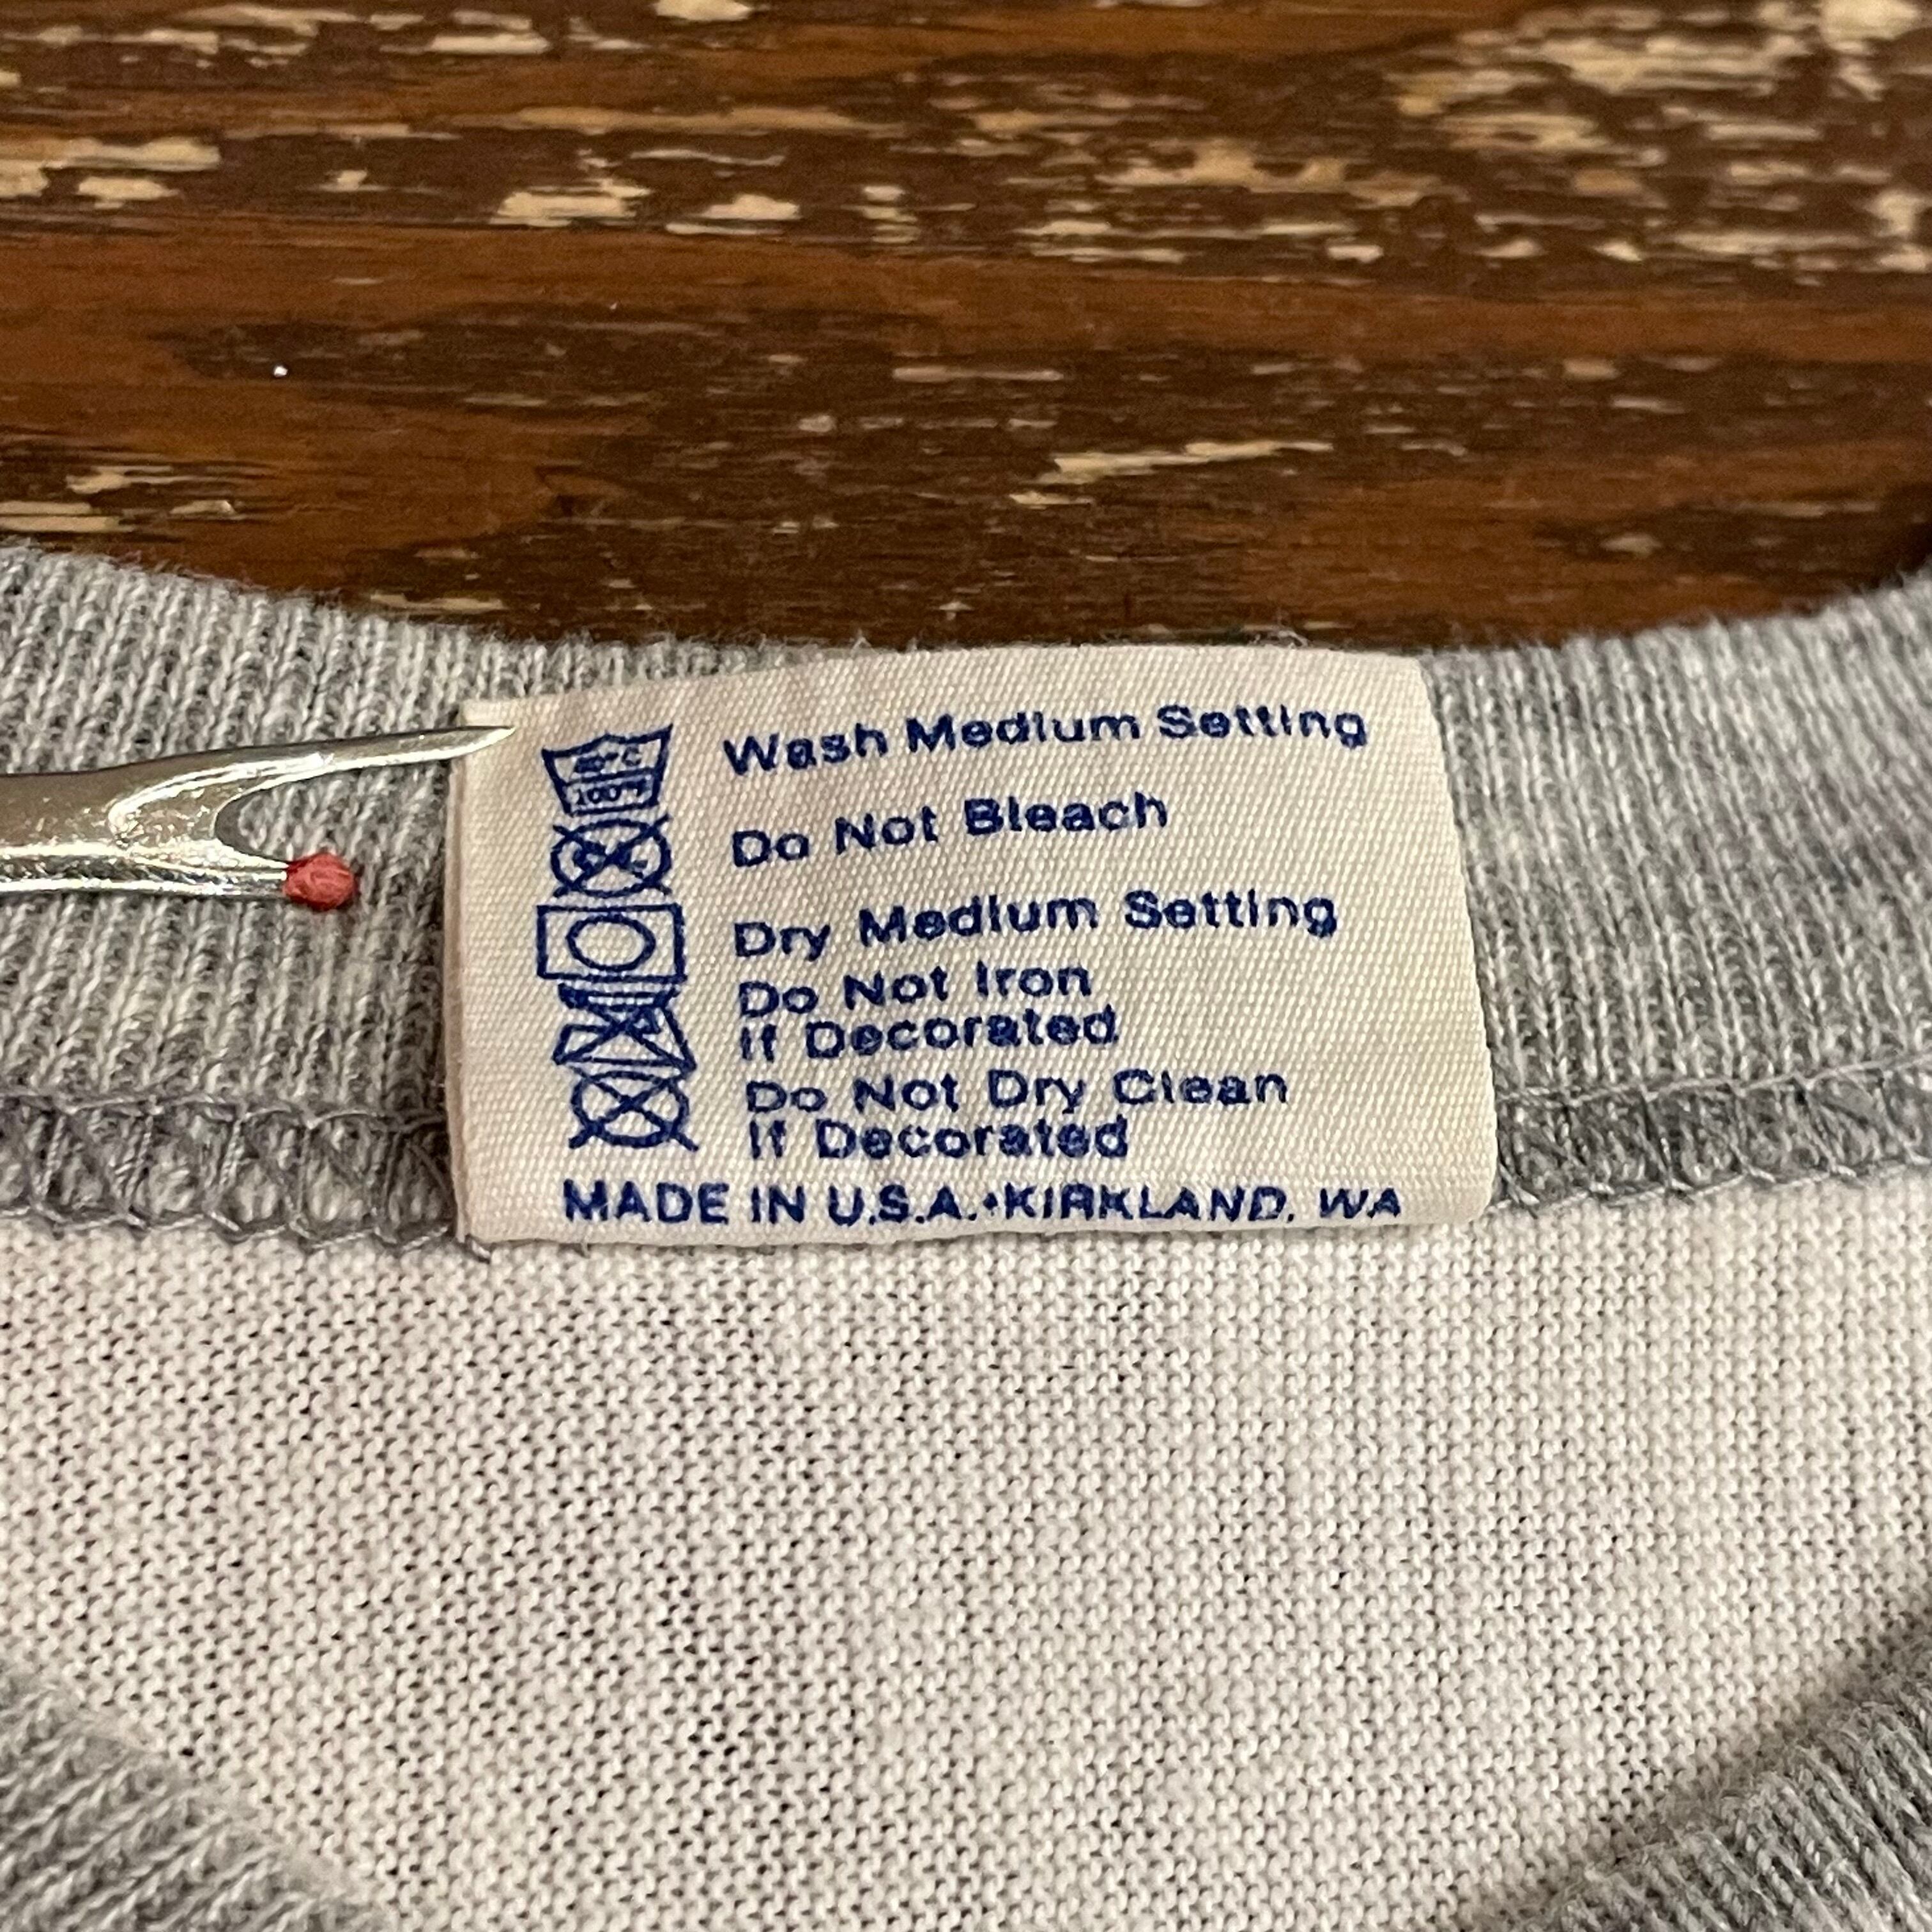 Wash Medium Setting
Do Not Bleach
Dry Medium Setting
Do Not Iron
If Decorated
Do Not Dry Clean
If Decorated
MADE IN U.S.A.•KIRKLAND, WA